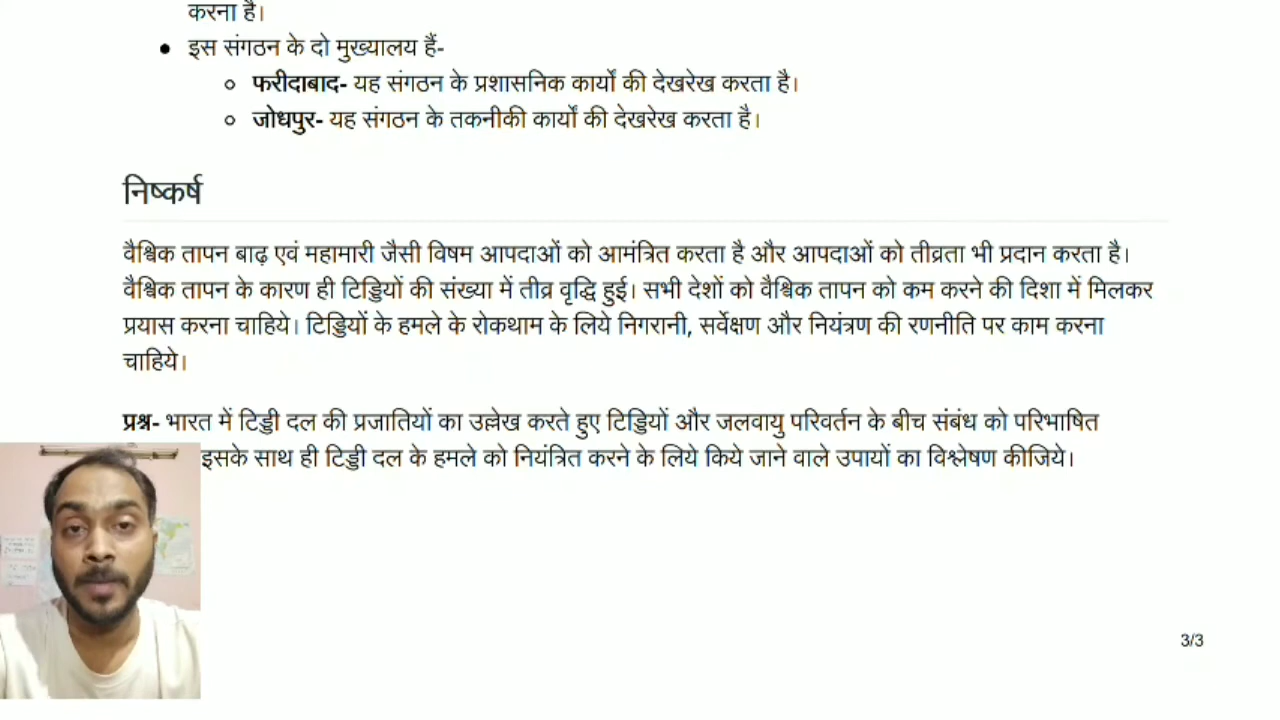 करना है।
इस संगठन के दो मुख्यालय हैं-
फरीदाबाद- यह संगठन के प्रशासनिक कार्यों की देखरेख करता है।
जोधपुर- यह संगठन के तकनीकी कार्यों की देखरेख करता है।
निष्कर्ष
वैश्विक तापन बाढ़ एवं महामारी जैसी विषम आपदाओं को आमंत्रित करता है और आपदाओं को तीव्रता भी प्रदान करता है।
वैश्विक तापन के कारण ही टिड्डियों की संख्या में तीव्र वृद्धि हुई। सभी देशों को वैश्विक तापन को कम करने की दिशा में मिलकर
प्रयास करना चाहिये। टिड्डियों के हमले के रोकथाम के लिये निगरानी, सर्वेक्षण और नियंत्रण की रणनीति पर काम करना
चाहिये।
प्रश्न- भारत में टिड्डी दल की प्रजातियों का उल्लेख करते हुए टिड्डियों और जलवायु परिवर्तन के बीच संबंध को परिभाषित
इसके साथ ही टिड्डी दल के हमले को नियंत्रित करने के लिये किये जाने वाले उपायों का विश्लेषण कीजिये।
3/3